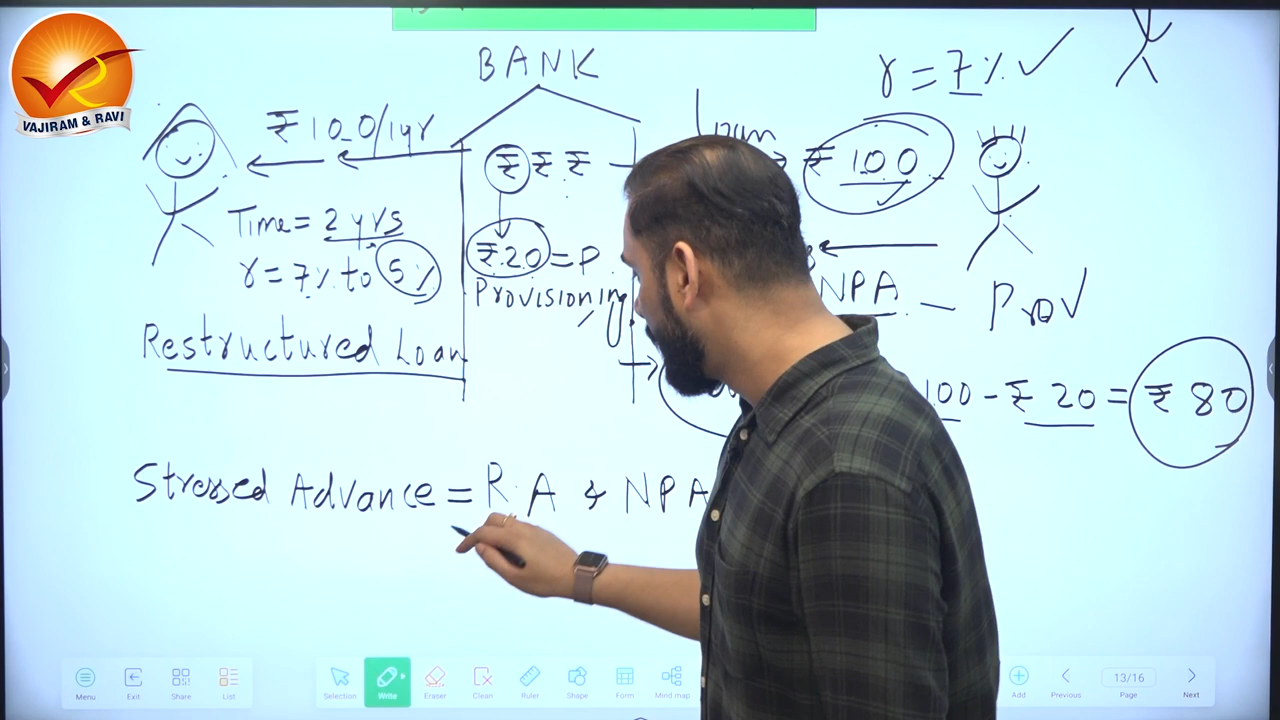 VAJIRAM & RAVI
BANK
r = 7% ✓
₹ 100/1yr
₹ ₹ ₹
Loan
₹ 100
Time = 2 yrs
r = 7% to 5%
₹20 = P
Provisioning
NPA - Prov
Restructured Loan
100 - ₹ 20 = ₹ 80
Stressed Advance = R.A & NPA
Menu
Exit
Share
List
Selection
Write
Eraser
Clean
Ruler
Shape
Form
Mind map
Add
Previous
13/16
Page
Next